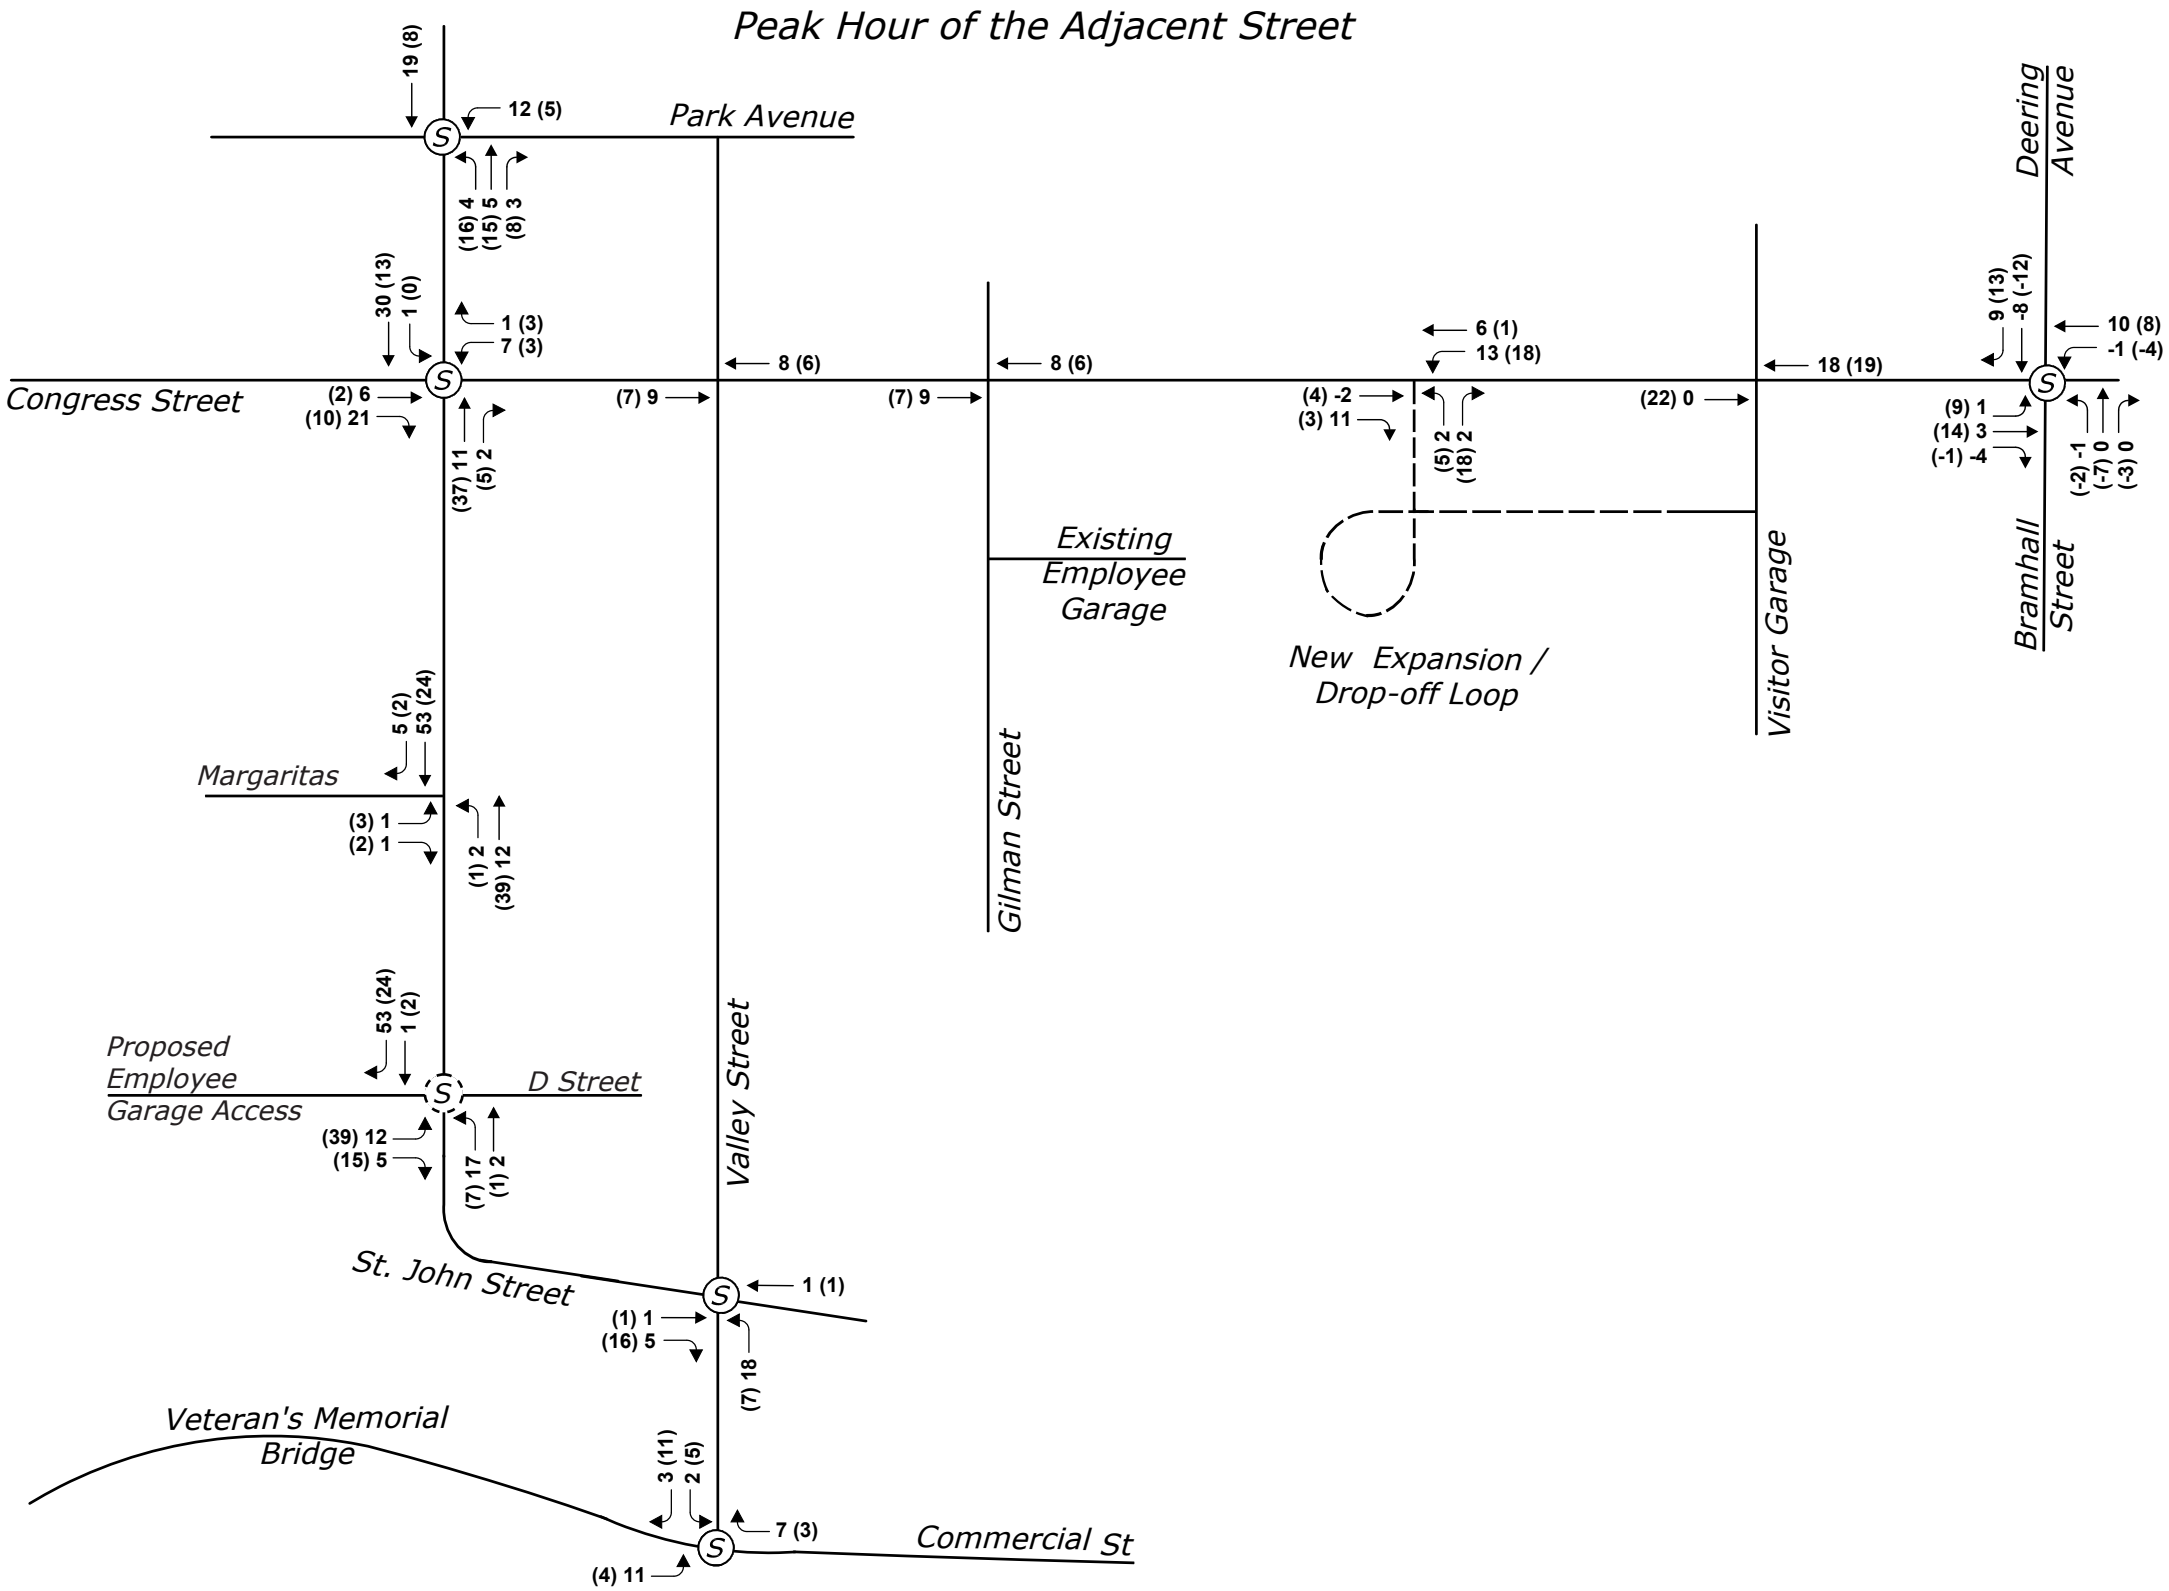 Peak Hour of the Adjacent Street
19 (8)
12 (5)
Park Avenue
S
(16) 4
(15) 5
(8) 3
Deering
Avenue
30 (13)
1 (0)
1 (3)
7 (3)
S
Congress Street
(2) 6
(10) 21
(37) 11
(5) 2
8 (6)
(7) 9
8 (6)
(7) 9
6 (1)
13 (18)
(4) -2
(3) 11
(5) 2
(18) 2
18 (19)
(22) 0
9 (13)
-8 (-12)
10 (8)
-1 (-4)
S
(9) 1
(14) 3
(-1) -4
(-2) -1
(-7) 0
(-3) 0
Bramhall
Street
Existing
Employee
Garage
New Expansion /
Drop-off Loop
Visitor Garage
Gilman Street
5 (2)
53 (24)
Margaritas
(3) 1
(2) 1
(1) 2
(39) 12
53 (24)
1 (2)
Proposed
Employee
Garage Access
S
D Street
(39) 12
(15) 5
(7) 17
(1) 2
Valley Street
St. John Street
S
1 (1)
(1) 1
(16) 5
(7) 18
Veteran's Memorial
Bridge
3 (11)
2 (5)
7 (3)
S
Commercial St
(4) 11